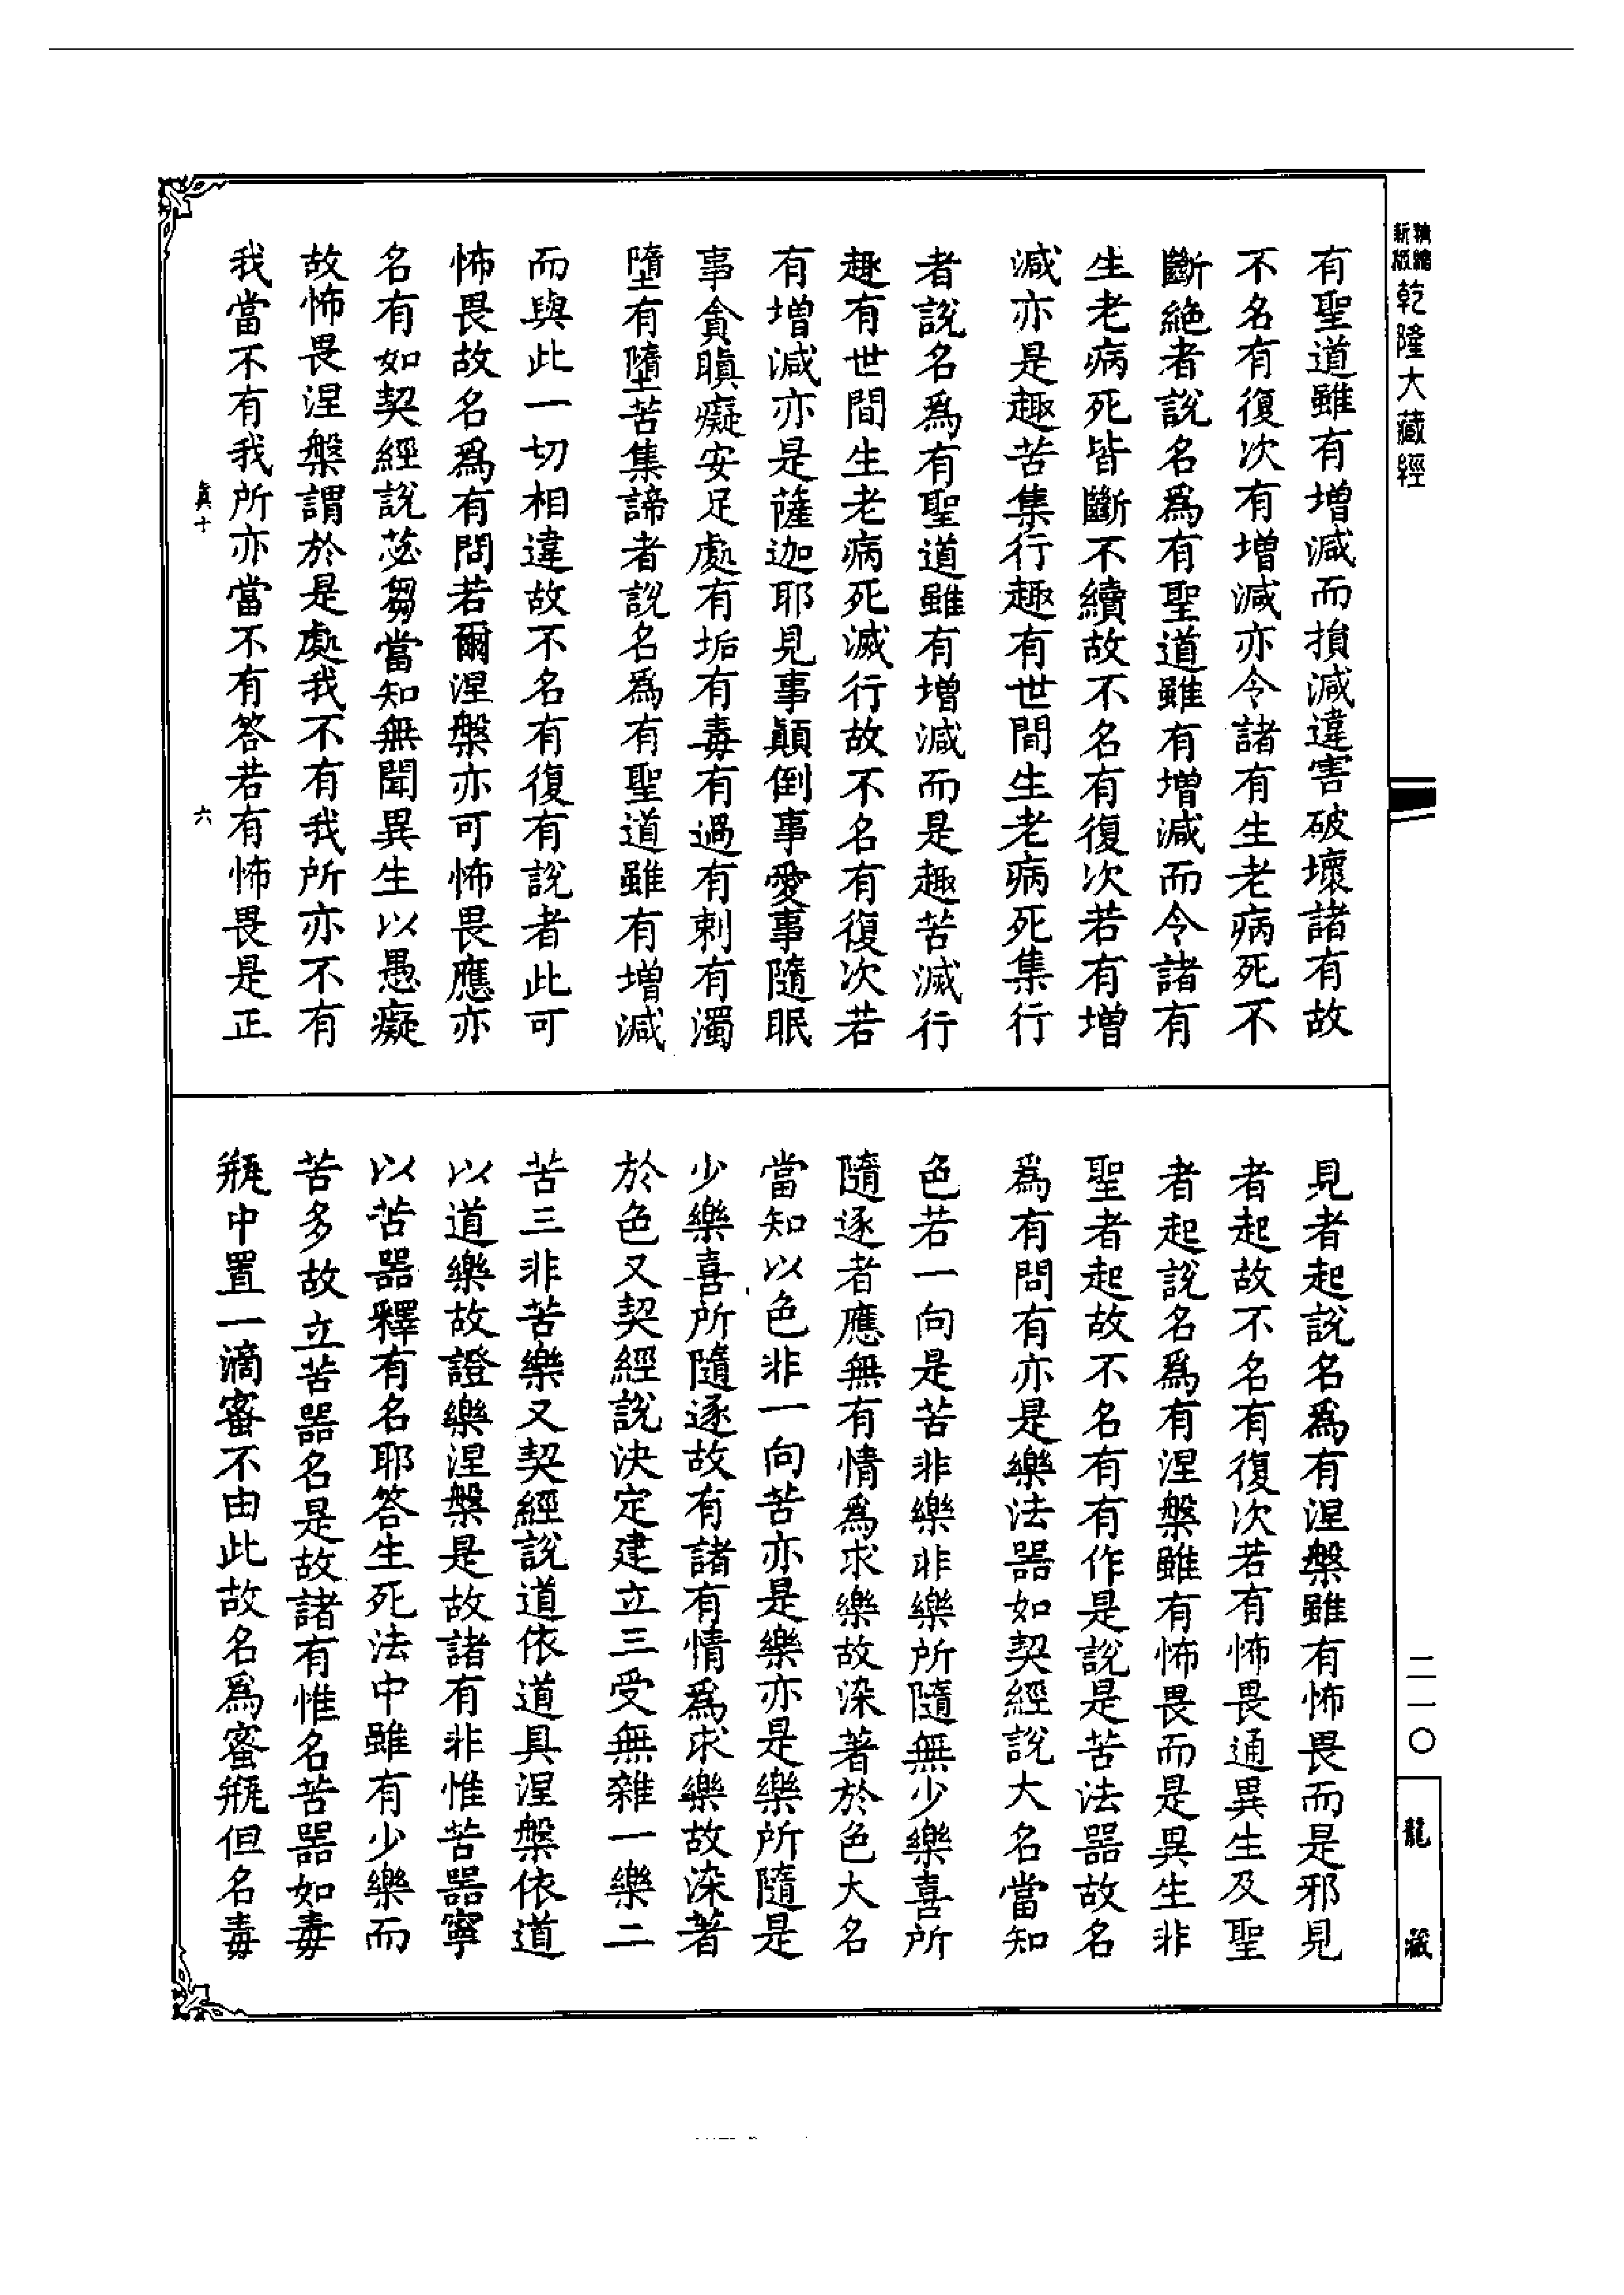 精縮新版乾隆大藏經
二一〇
龍藏
有聖道雖有增減而損減違害破壞諸有故
不名有復次有增減亦令諸有生老病死不
斷絕者說名爲有聖道雖有增減而令諸有
生老病死皆斷不續故不名有復次若有增
減亦是趣苦集行趣有世間生老病死集行
者說名爲有聖道雖有增減而是趣苦滅行
趣有世間生老病死滅行故不名有復次若
有增減亦是薩迦耶見事顛倒事愛事隨眠
事貪瞋癡安足處有垢有毒有過有刺有濁
墮有墮苦集諦者說名爲有聖道雖有增減
而與此一切相違故不名有復有說者此可
怖畏故名爲有問若爾涅槃亦可怖畏應亦
名有如契經說苾芻當知無聞異生以愚癡
故怖畏涅槃謂於是處我不有我所亦不有
我當不有我所亦當不有答若有怖畏是正
真十
六
見者起說名爲有涅槃雖有怖畏而是邪見
者起故不名有復次若有怖畏通異生及聖
者起說名爲有涅槃雖有怖畏而是異生非
聖者起故不名有有作是說是苦法器故名
爲有問有亦是樂法器如契經說大名當知
色若一向是苦非樂非樂所隨無少樂喜所
隨逐者應無有情爲求樂故染著於色大名
當知以色非一向苦亦是樂亦是樂所隨是
少樂喜所隨逐故有諸有情爲求樂故染著
於色又契經說決定建立三受無雜一樂二
苦三非苦樂又契經說道依道具涅槃依道
以道樂故證樂涅槃是故諸有非惟苦器寧
以苦器釋有名耶答生死法中雖有少樂而
苦多故立苦器名是故諸有惟名苦器如毒
瓶中置一滴蜜不由此故名爲蜜瓶但名毒